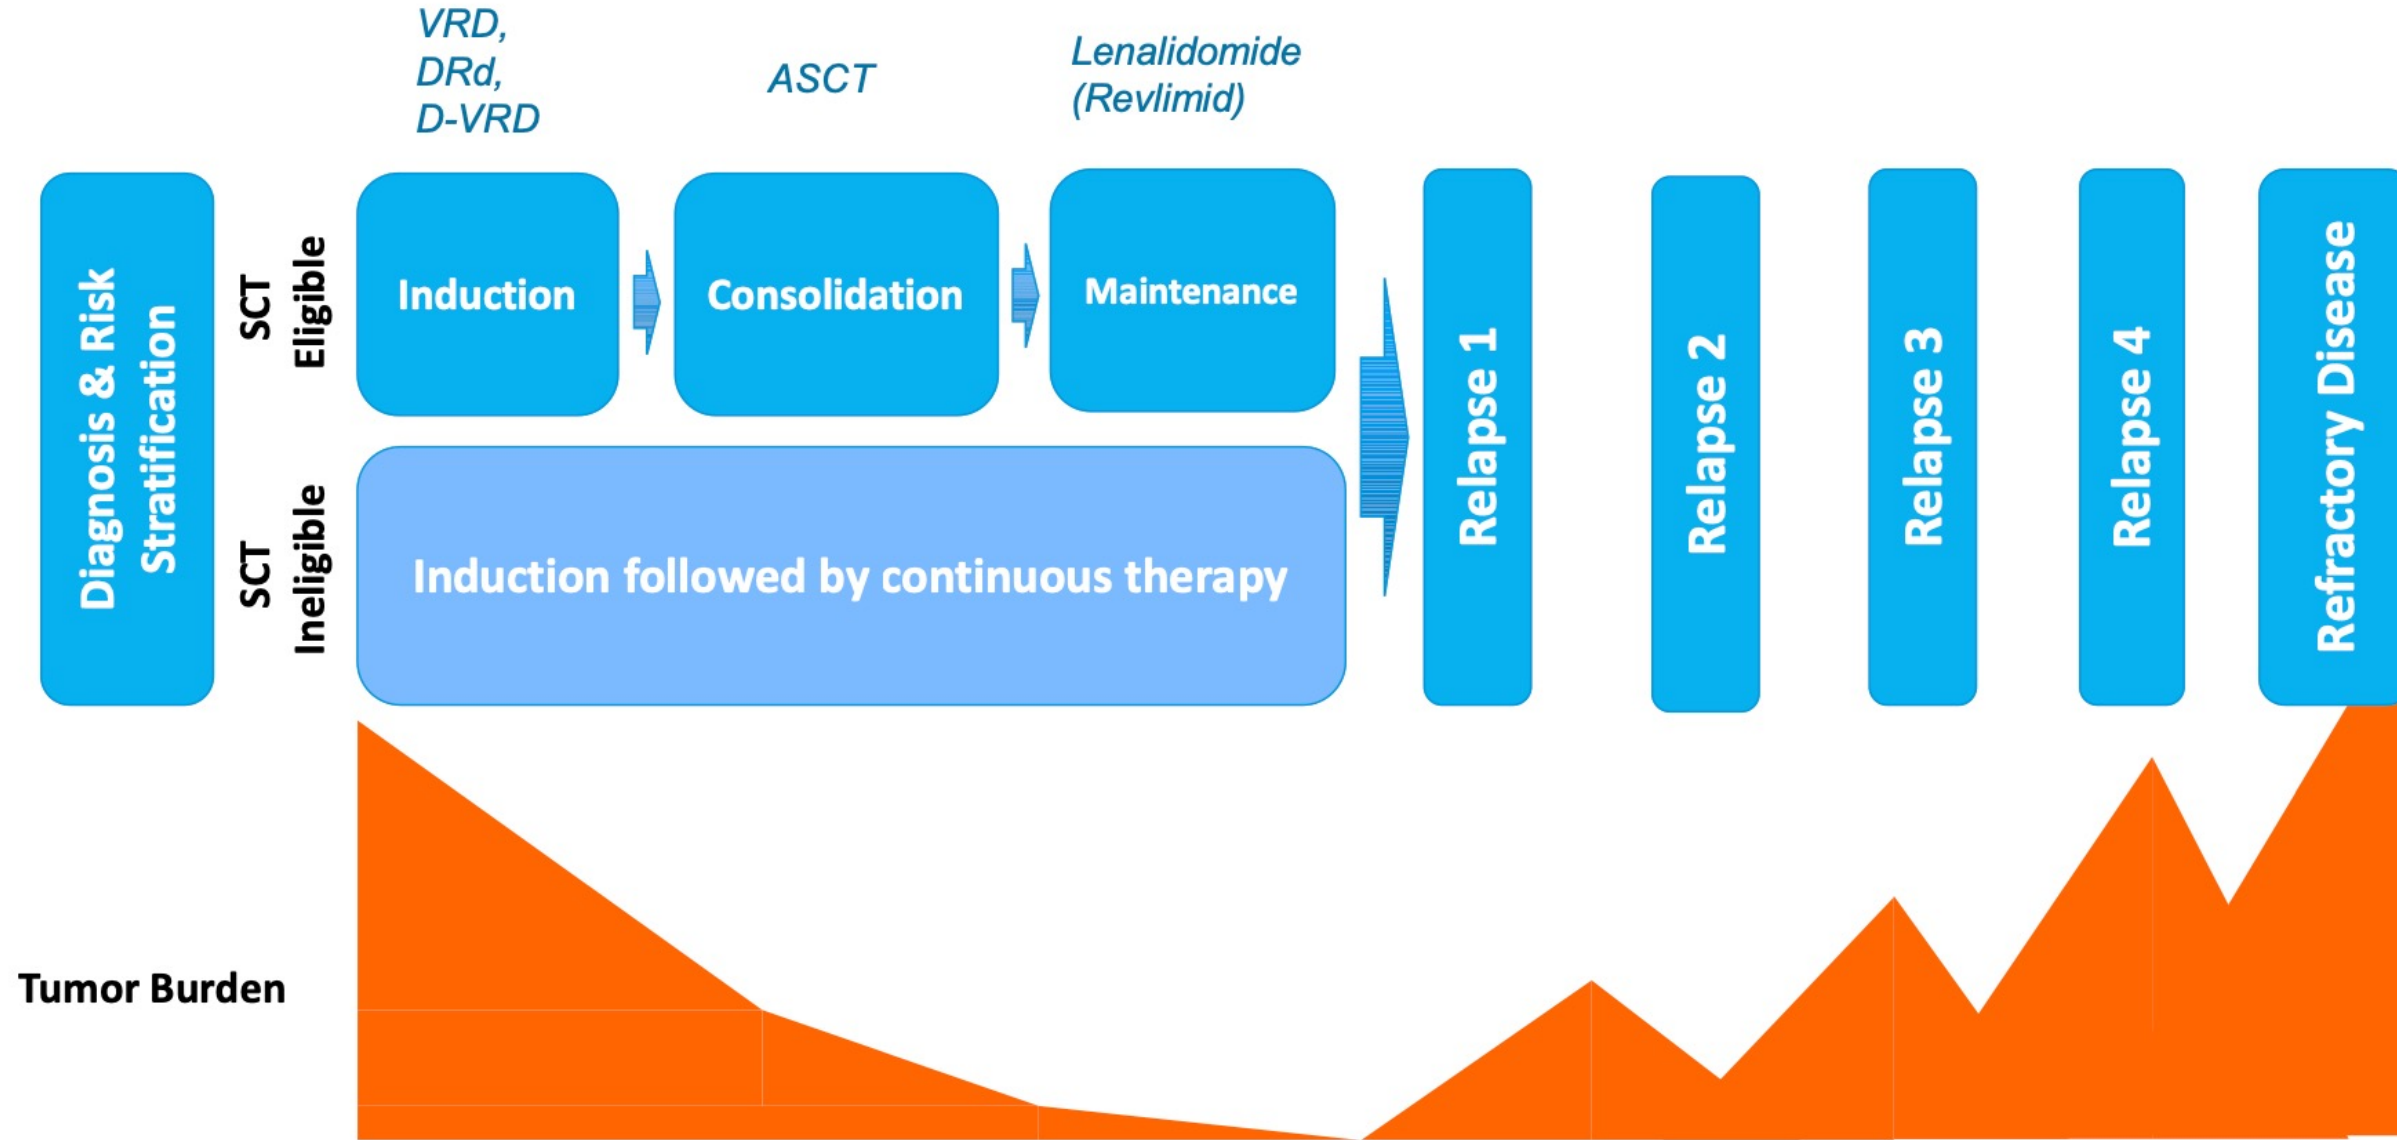 VRD,
DRd,
D-VRD
ASCT
Lenalidomide
(Revlimid)
Diagnosis & Risk
Stratification
SCT
Eligible
Induction
Consolidation
Maintenance
SCT
Ineligible
Induction followed by continuous therapy
Relapse 1
Relapse 2
Relapse 3
Relapse 4
Refractory Disease
Tumor Burden